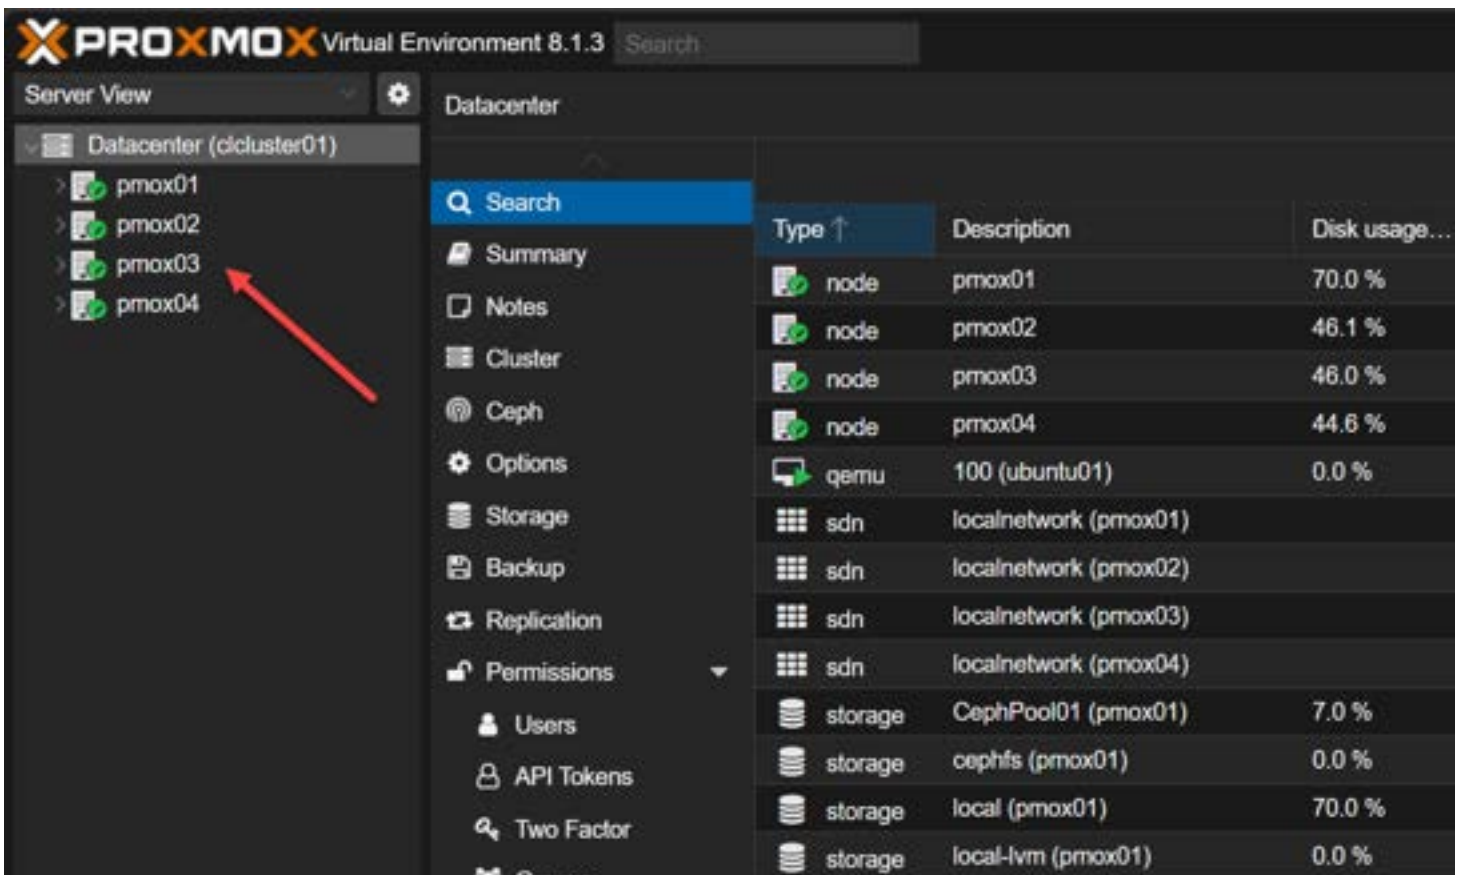 PROXMOX Virtual Environment 8.1.3 Search
Server View
Datacenter (clcluster01)
pmox01
pmox02
pmox03
pmox04
Datacenter
Search
Summary
Notes
Cluster
Ceph
Options
Storage
Backup
Replication
Permissions
Users
API Tokens
Two Factor
Type Description Disk usage...
node pmox01 70.0 %
node pmox02 46.1 %
node pmox03 46.0 %
node pmox04 44.6 %
qemu 100 (ubuntu01) 0.0 %
sdn localnetwork (pmox01)
sdn localnetwork (pmox02)
sdn localnetwork (pmox03)
sdn localnetwork (pmox04)
storage CephPool01 (pmox01) 7.0 %
storage cephfs (pmox01) 0.0 %
storage local (pmox01) 70.0 %
storage local-lvm (pmox01) 0.0 %